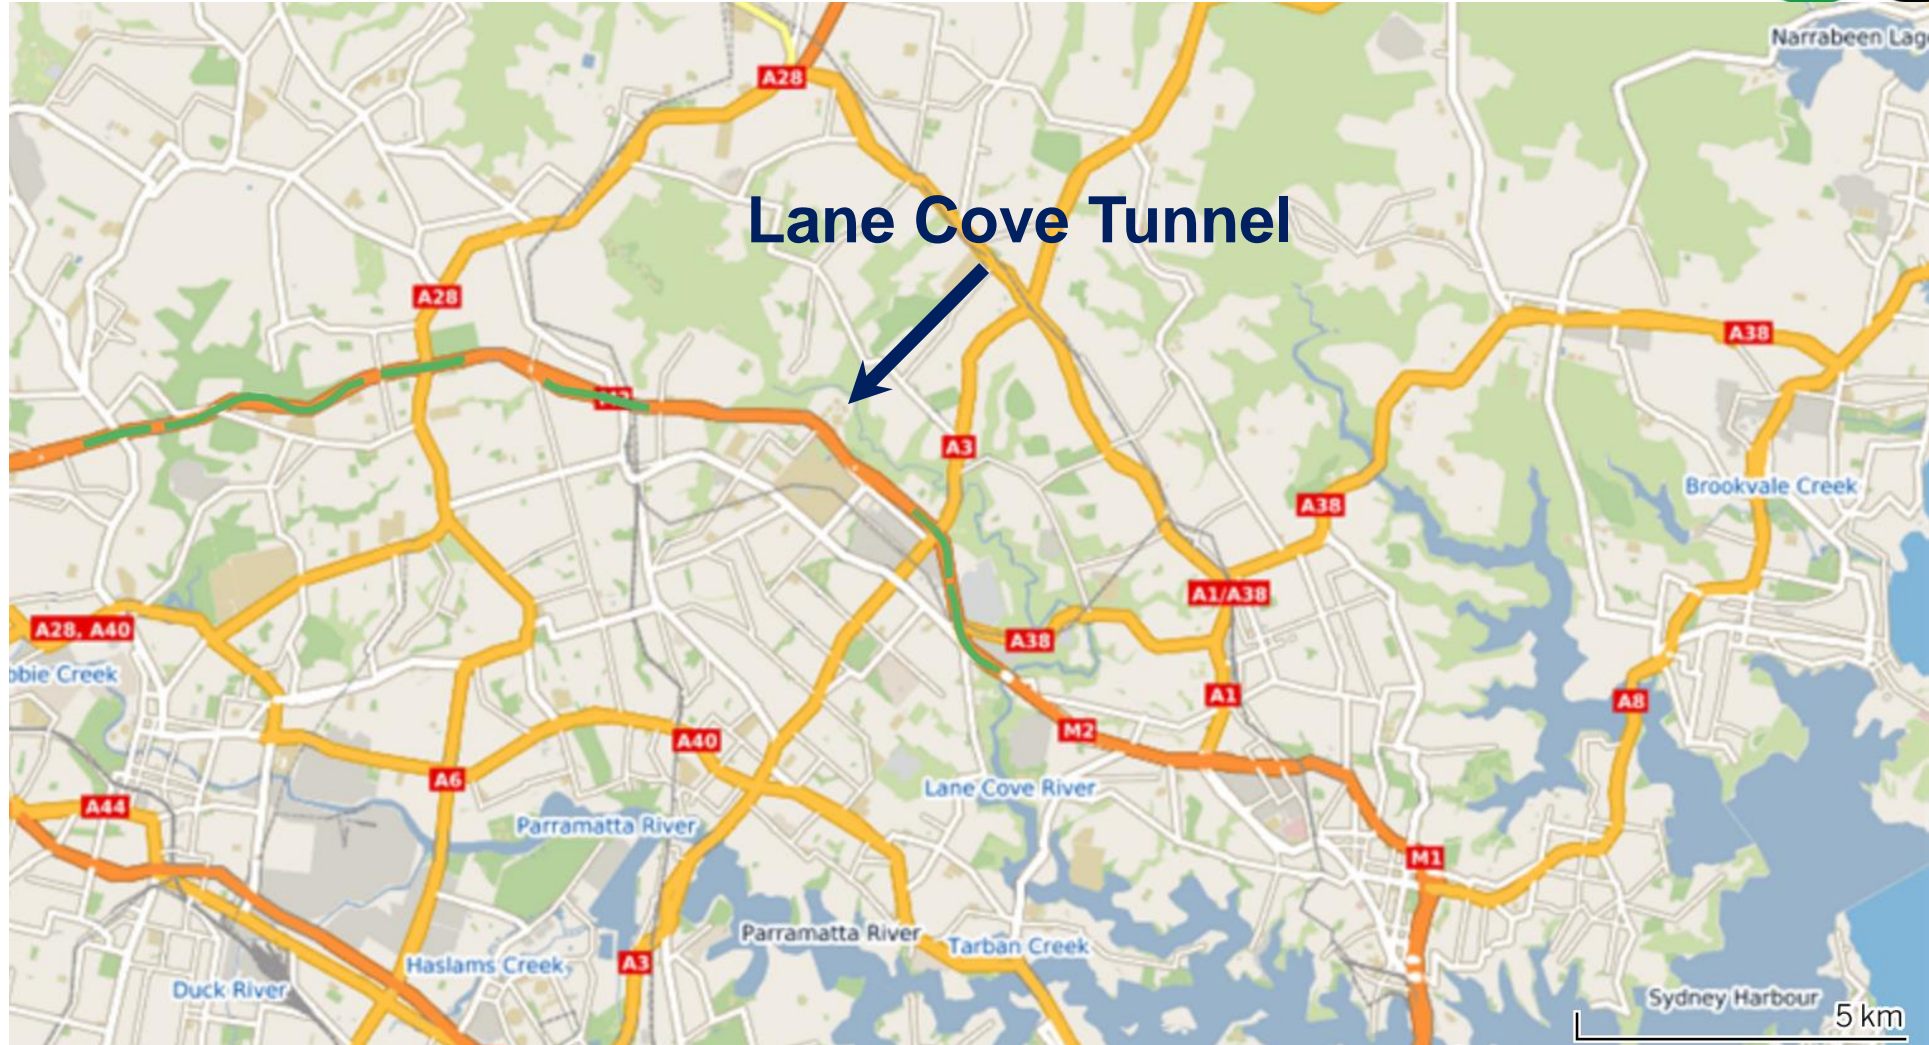 Narrabeen Lag
A28
Lane Cove Tunnel
A28
A38
A3
Brookvale Creek
A38
A1/A38
A28, A40
A38
bbie Creek
A1
A8
M2
A40
A6
Lane Cove River
A44
Parramatta River
M1
Parramatta River
Tarban Creek
A3
Haslams Creek
Duck River
Sydney Harbour
5 km